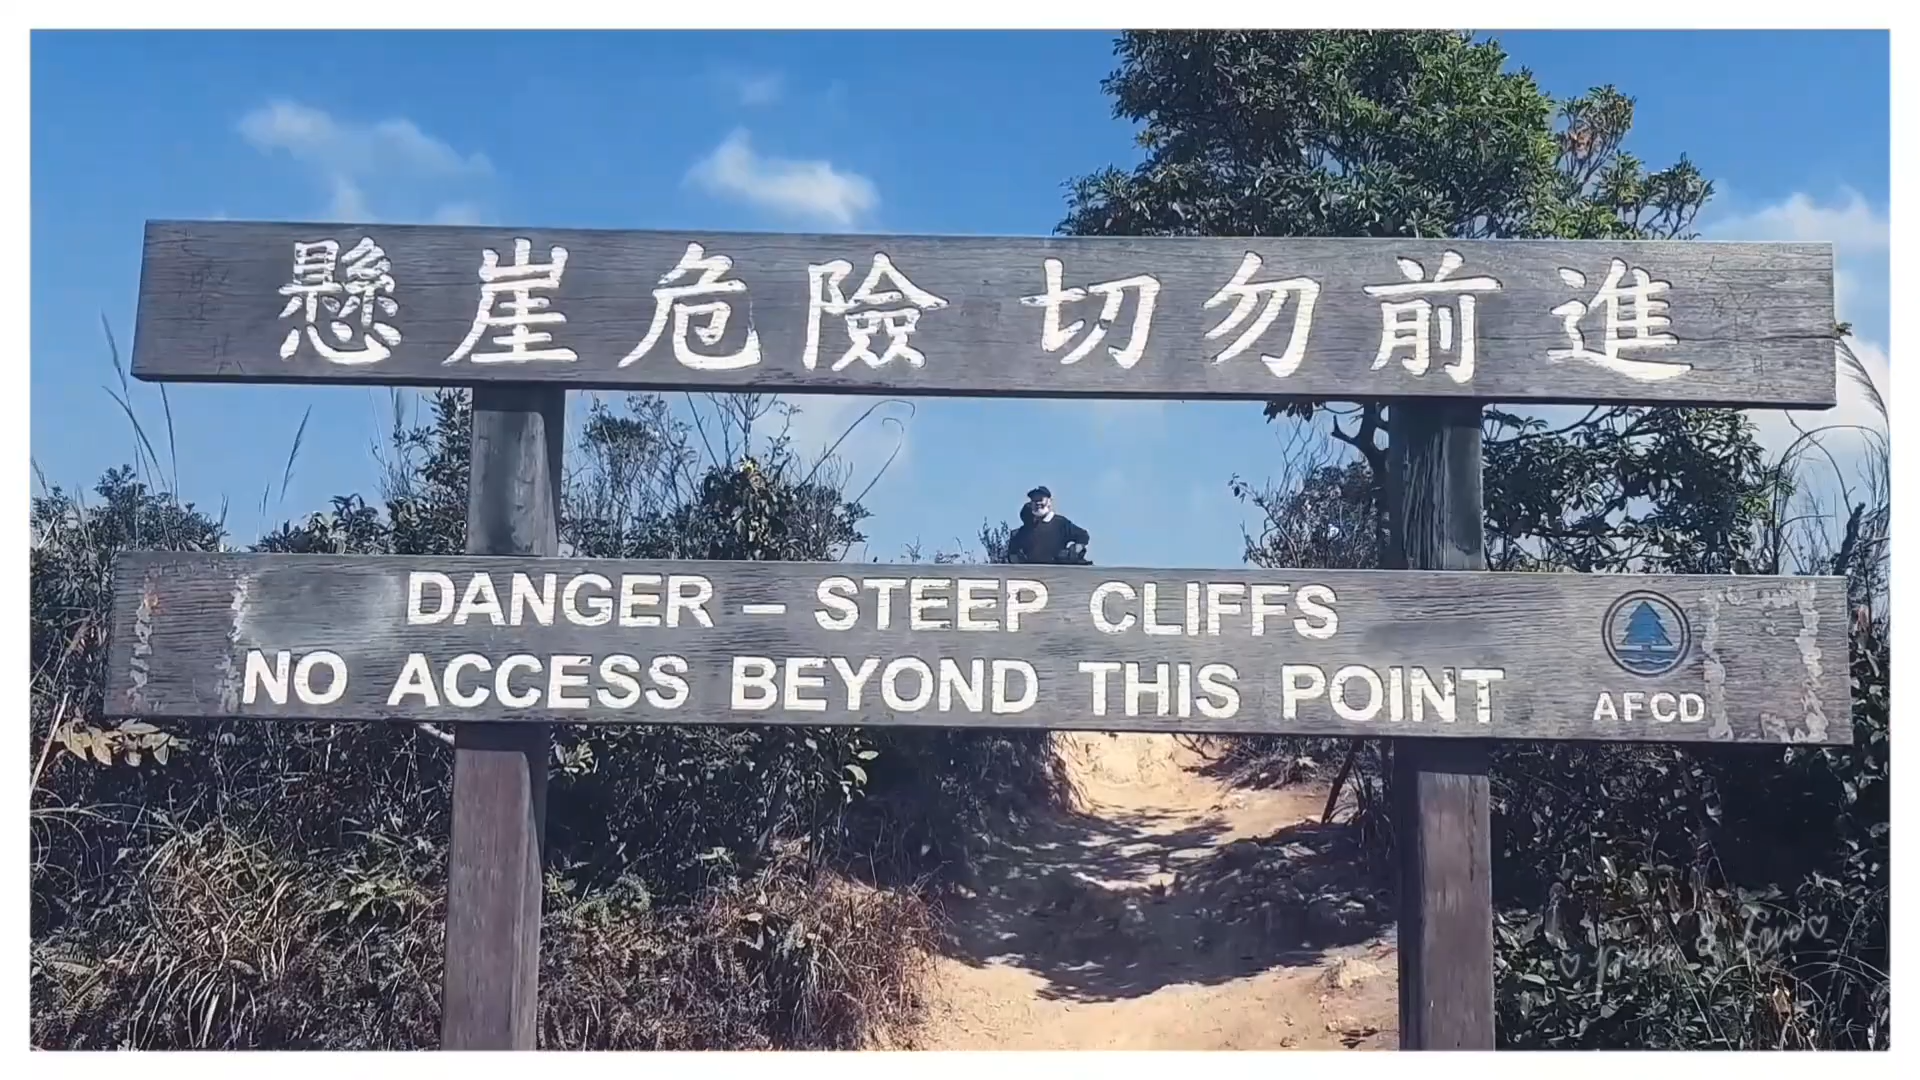 懸崖危險 切勿前進
DANGER – STEEP CLIFFS
NO ACCESS BEYOND THIS POINT
AFCD